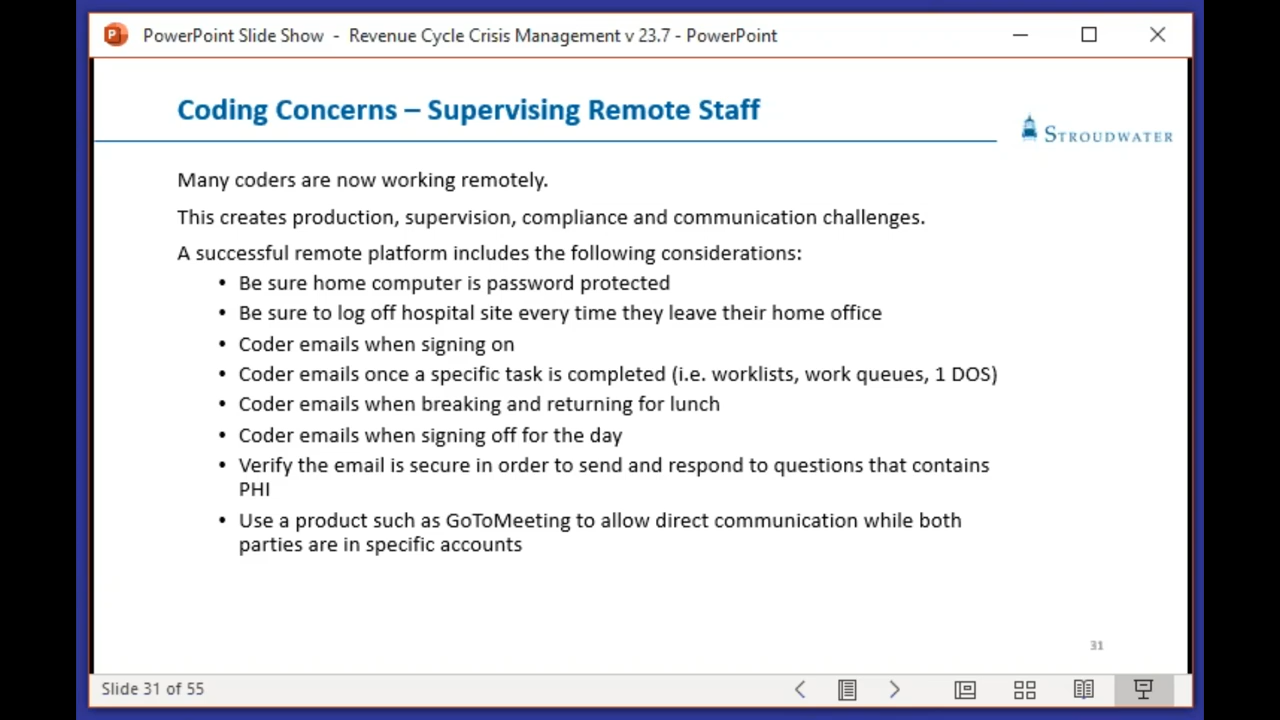 PowerPoint Slide Show - Revenue Cycle Crisis Management v 23.7 - PowerPoint
Coding Concerns – Supervising Remote Staff
STROUDWATER
Many coders are now working remotely.
This creates production, supervision, compliance and communication challenges.
A successful remote platform includes the following considerations:
• Be sure home computer is password protected
• Be sure to log off hospital site every time they leave their home office
• Coder emails when signing on
• Coder emails once a specific task is completed (i.e. worklists, work queues, 1 DOS)
• Coder emails when breaking and returning for lunch
• Coder emails when signing off for the day
• Verify the email is secure in order to send and respond to questions that contains
PHI
• Use a product such as GoToMeeting to allow direct communication while both
parties are in specific accounts
31
Slide 31 of 55